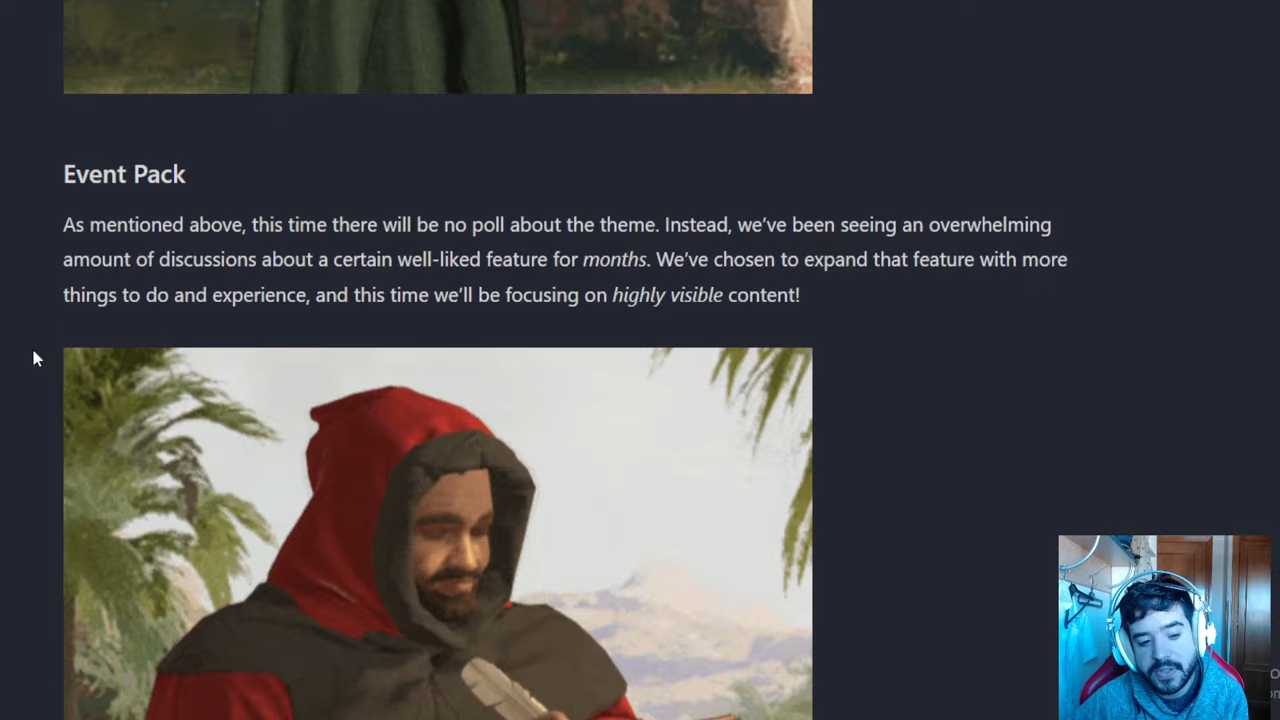 Event Pack
As mentioned above, this time there will be no poll about the theme. Instead, we’ve been seeing an overwhelming
amount of discussions about a certain well-liked feature for months. We’ve chosen to expand that feature with more
things to do and experience, and this time we’ll be focusing on highly visible content!